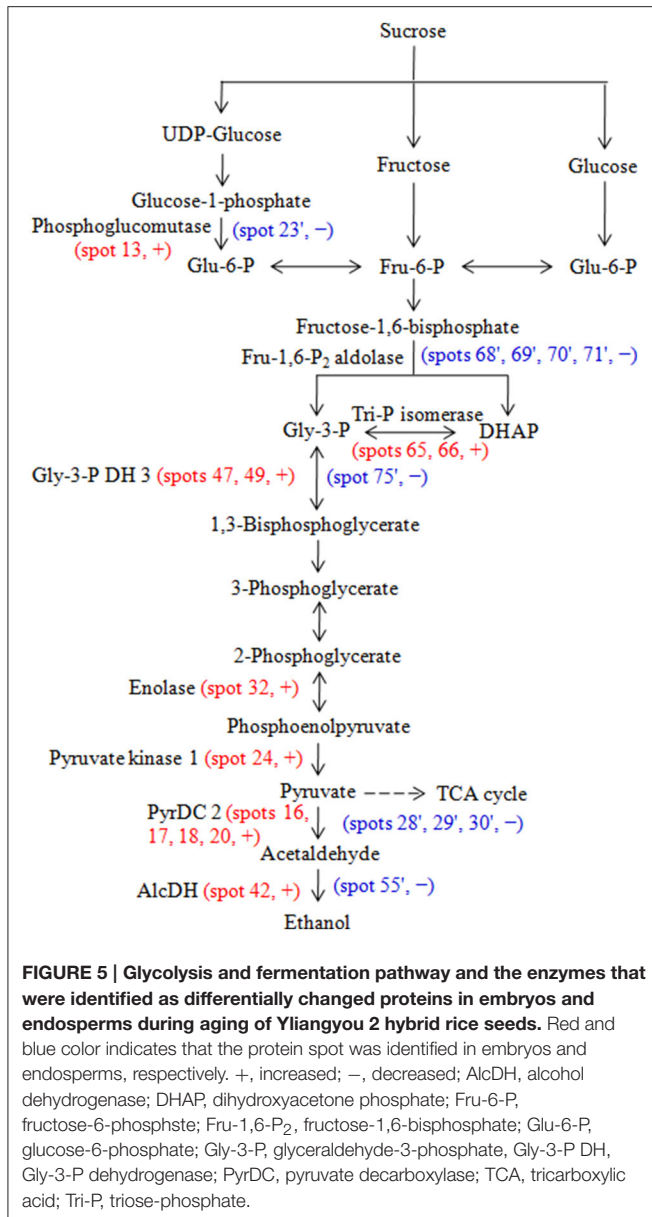 Sucrose
UDP-Glucose
Fructose
Glucose
Glucose-1-phosphate
Phosphoglucomutase
(spot 23', −)
(spot 13, +)
Glu-6-P
Fru-6-P
Glu-6-P
Fructose-1,6-bisphosphate
Fru-1,6-P2 aldolase
(spots 68', 69', 70', 71', −)
Tri-P isomerase
Gly-3-P
DHAP
(spots 65, 66, +)
Gly-3-P DH 3 (spots 47, 49, +)
(spot 75', −)
1,3-Bisphosphoglycerate
3-Phosphoglycerate
2-Phosphoglycerate
Enolase (spot 32, +)
Phosphoenolpyruvate
Pyruvate kinase 1 (spot 24, +)
Pyruvate
TCA cycle
PyrDC 2 (spots 16,
17, 18, 20, +)
(spots 28', 29', 30', −)
Acetaldehyde
AlcDH (spot 42, +)
(spot 55', −)
Ethanol
FIGURE 5 | Glycolysis and fermentation pathway and the enzymes that
were identified as differentially changed proteins in embryos and
endosperms during aging of Yliangyou 2 hybrid rice seeds. Red and
blue color indicates that the protein spot was identified in embryos and
endosperms, respectively. +, increased; −, decreased; AlcDH, alcohol
dehydrogenase; DHAP, dihydroxyacetone phosphate; Fru-6-P,
fructose-6-phosphste; Fru-1,6-P2, fructose-1,6-bisphosphate; Glu-6-P,
glucose-6-phosphate; Gly-3-P, glyceraldehyde-3-phosphate, Gly-3-P DH,
Gly-3-P dehydrogenase; PyrDC, pyruvate decarboxylase; TCA, tricarboxylic
acid; Tri-P, triose-phosphate.